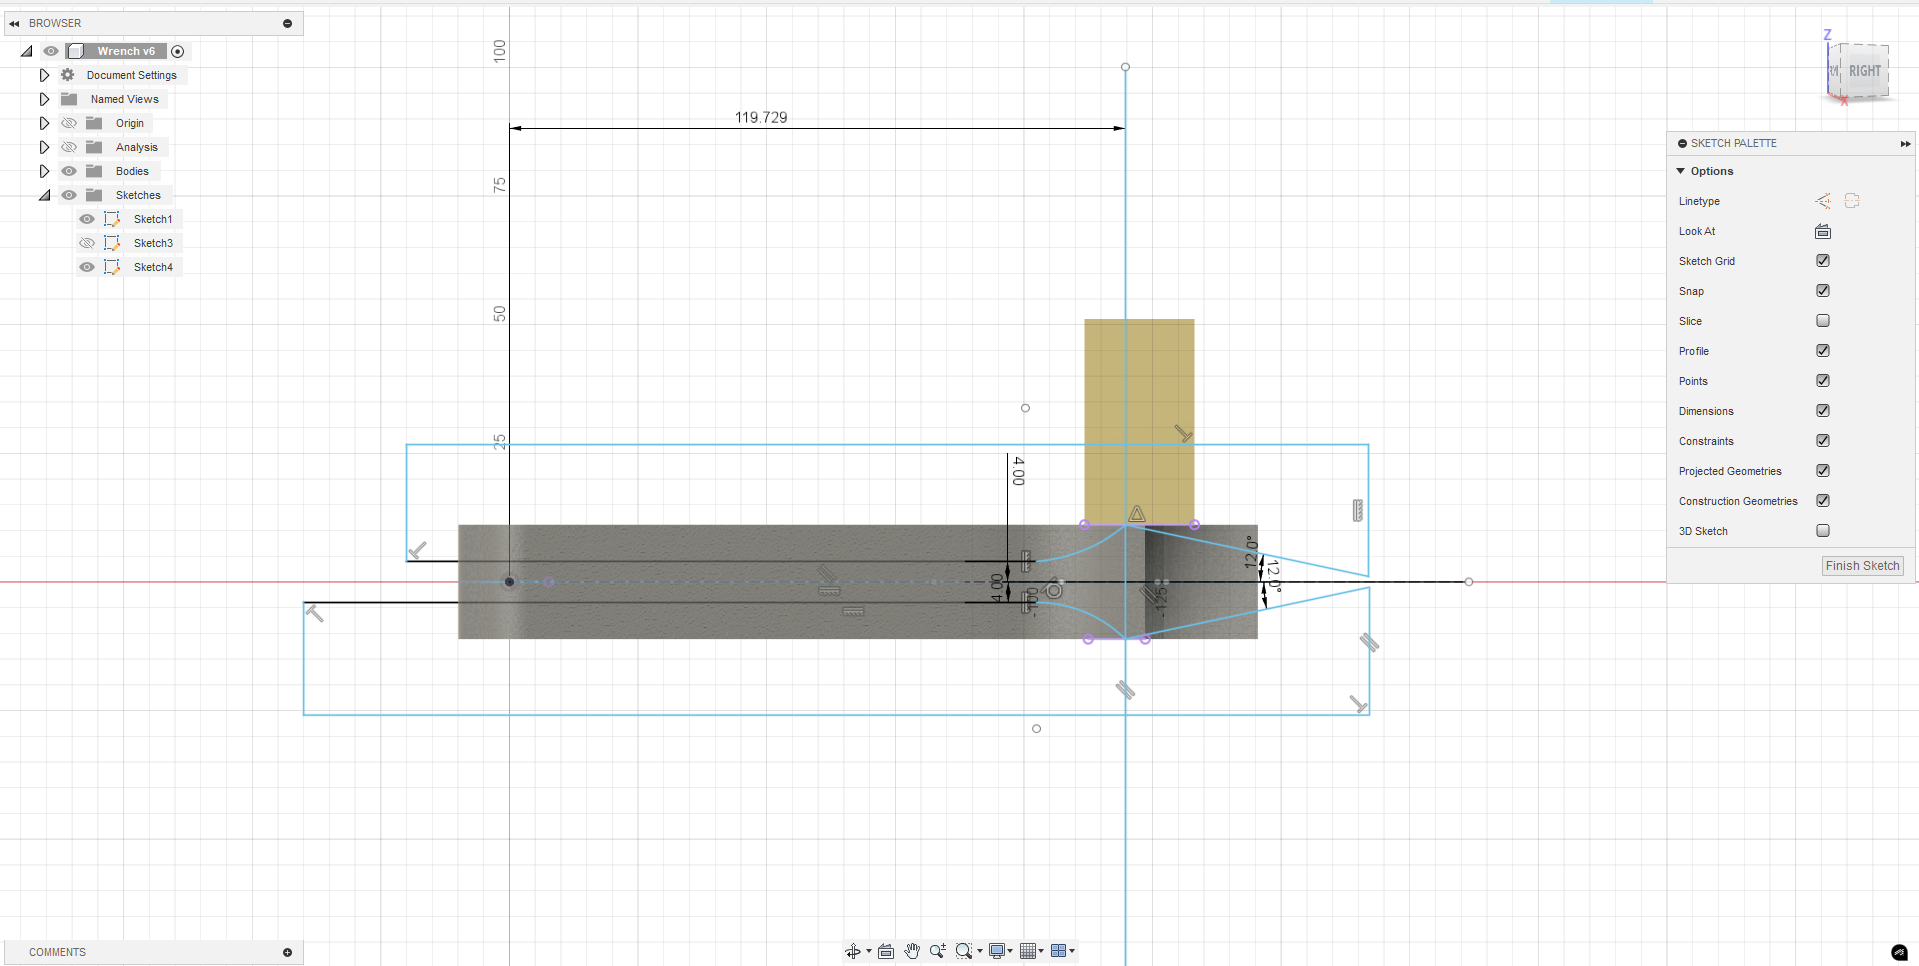 BROWSER
Wrench v6
Document Settings
Named Views
Origin
Analysis
Bodies
Sketches
Sketch1
Sketch3
Sketch4
100
75
50
25
119.729
4.00
4.00
-100
-125
12.0°
12.0°
Z
RIGHT
X
SKETCH PALETTE
Options
Linetype
Look At
Sketch Grid
Snap
Slice
Profile
Points
Dimensions
Constraints
Projected Geometries
Construction Geometries
3D Sketch
Finish Sketch
COMMENTS